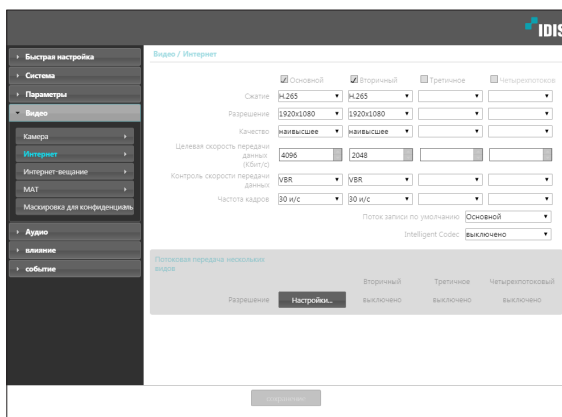 IDIS
Быстрая настройка
Система
Параметры
Видео
Камера
Интернет
Интернет-вещание
MAT
Маскировка для конфиденциаль
Аудио
влияние
событие
Видео / Интернет
Основной Вторичный Третичное Четырехпотоков
Сжатие H.265 H.265
Разрешение 1920x1080 1920x1080
Качество наивысшее наивысшее
Целевая скорость передачи
данных
(Кбит/с) 4096 2048
Контроль скорости передачи
данных VBR VBR
Частота кадров 30 и/с 30 и/с
Поток записи по умолчанию Основной
Intelligent Codec выключено
Потоковая передача нескольких
видов
Вторичный Третичное Четырехпотоковый
Разрешение Настройки... выключено выключено выключено